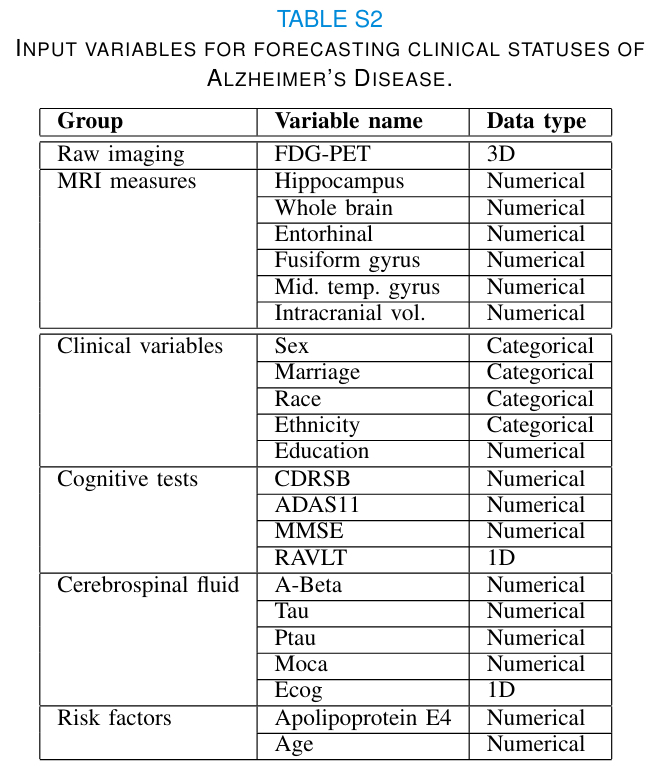 TABLE S2
INPUT VARIABLES FOR FORECASTING CLINICAL STATUSES OF
ALZHEIMER'S DISEASE.
Group Variable name Data type
Raw imaging FDG-PET 3D
MRI measures Hippocampus Numerical
Whole brain Numerical
Entorhinal Numerical
Fusiform gyrus Numerical
Mid. temp. gyrus Numerical
Intracranial vol. Numerical
Clinical variables Sex Categorical
Marriage Categorical
Race Categorical
Ethnicity Categorical
Education Numerical
Cognitive tests CDRSB Numerical
ADAS11 Numerical
MMSE Numerical
RAVLT 1D
Cerebrospinal fluid A-Beta Numerical
Tau Numerical
Ptau Numerical
Moca Numerical
Ecog 1D
Risk factors Apolipoprotein E4 Numerical
Age Numerical